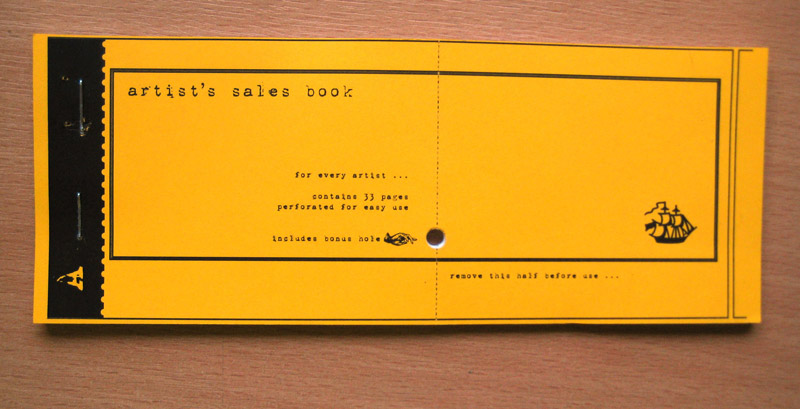 artist's sales book
for every artist ...
contains 33 pages
perforated for easy use
includes bonus hole
remove this half before use ...